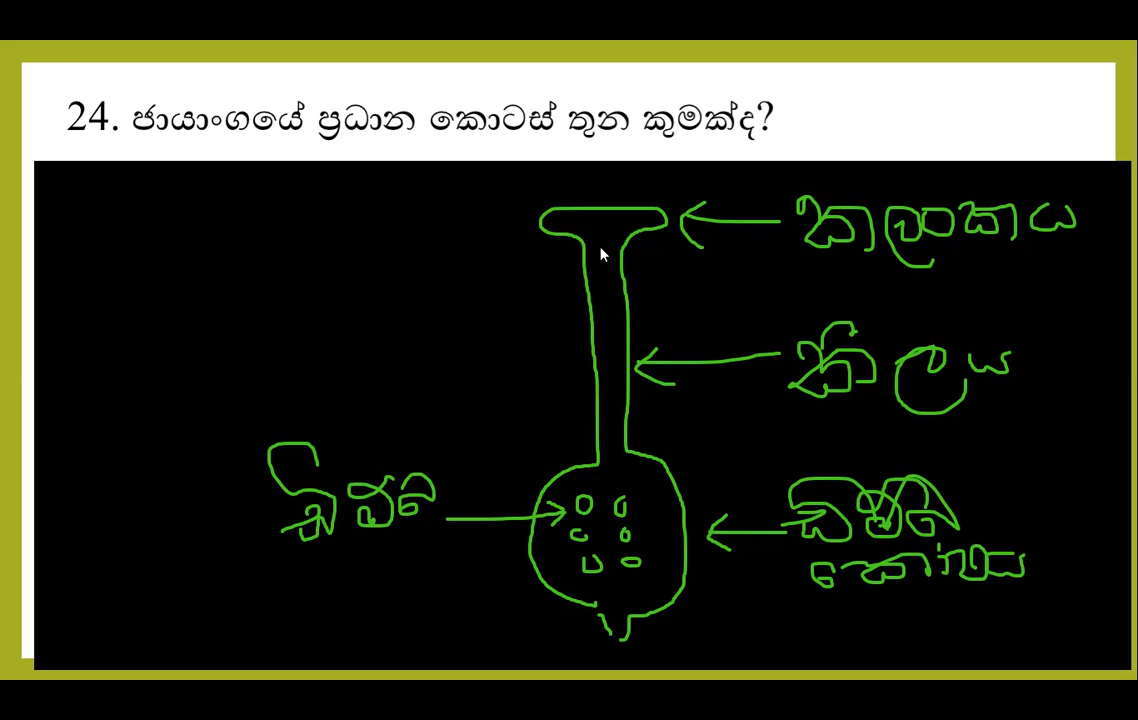 24. ජායාංගයේ ප්‍රධාන කොටස් තුන කුමක්ද?
කලංකය
කීලය
ඩිම්බ
ඩිම්බ
කෝෂය